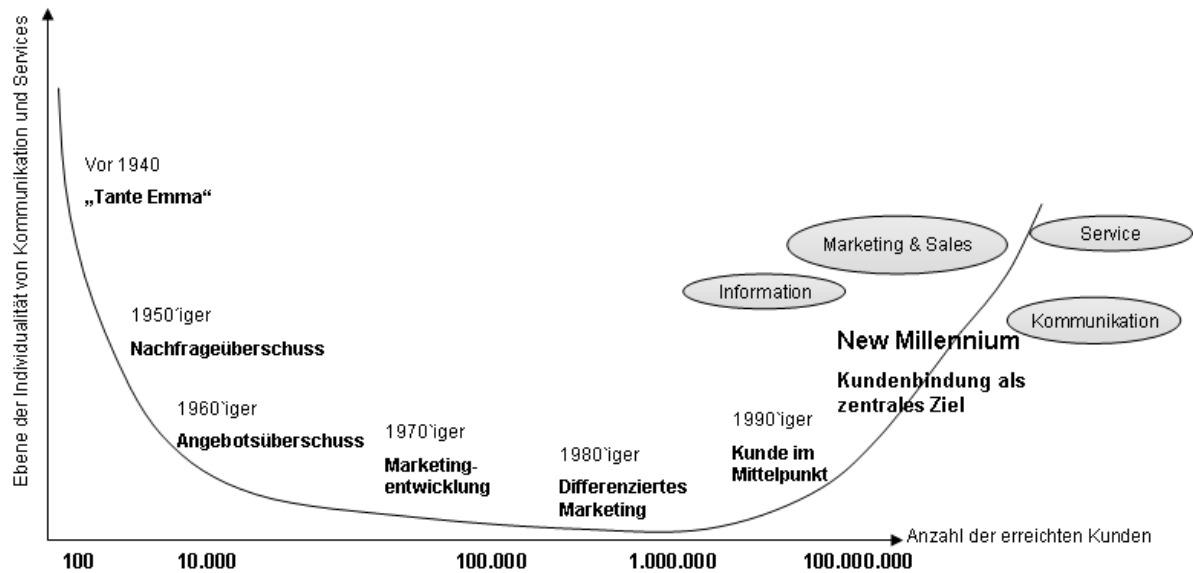 Ebene der Individualität von Kommunikation und Services
Vor 1940
„Tante Emma“
1950´iger
Nachfrageüberschuss
1960`iger
Angebotsüberschuss
1970`iger
Marketing-
entwicklung
1980`iger
Differenziertes
Marketing
1990`iger
Kunde im
Mittelpunkt
New Millennium
Kundenbindung als
zentrales Ziel
Information
Marketing & Sales
Service
Kommunikation
Anzahl der erreichten Kunden
100 10.000 100.000 1.000.000 100.000.000